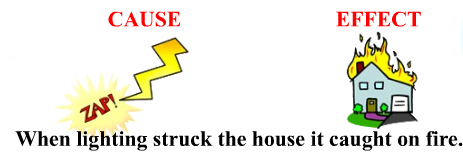 CAUSE EFFECT
ZAP!
When lighting struck the house it caught on fire.